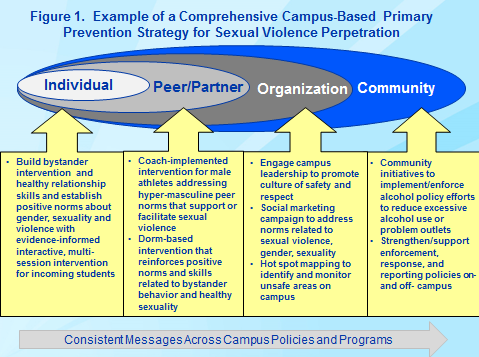 Figure 1.  Example of a Comprehensive Campus-Based  Primary
Prevention Strategy for Sexual Violence Perpetration
Individual
Peer/Partner
Organization
Community
• Build bystander
intervention  and
healthy relationship
skills and establish
positive norms about
gender, sexuality and
violence with
evidence-informed
interactive, multi-
session intervention
for incoming students
• Coach-implemented
intervention for male
athletes addressing
hyper-masculine peer
norms that support or
facilitate sexual
violence
• Dorm-based
intervention that
reinforces positive
norms and skills
related to bystander
behavior and healthy
sexuality
• Engage campus
leadership to promote
culture of safety and
respect
• Social marketing
campaign to address
norms related to
sexual violence,
gender, sexuality
• Hot spot mapping to
identify and monitor
unsafe areas on
campus
• Community
initiatives to
implement/enforce
alcohol policy efforts
to reduce excessive
alcohol use or
problem outlets
• Strengthen/support
enforcement,
response, and
reporting policies on-
and off- campus
Consistent Messages Across Campus Policies and Programs